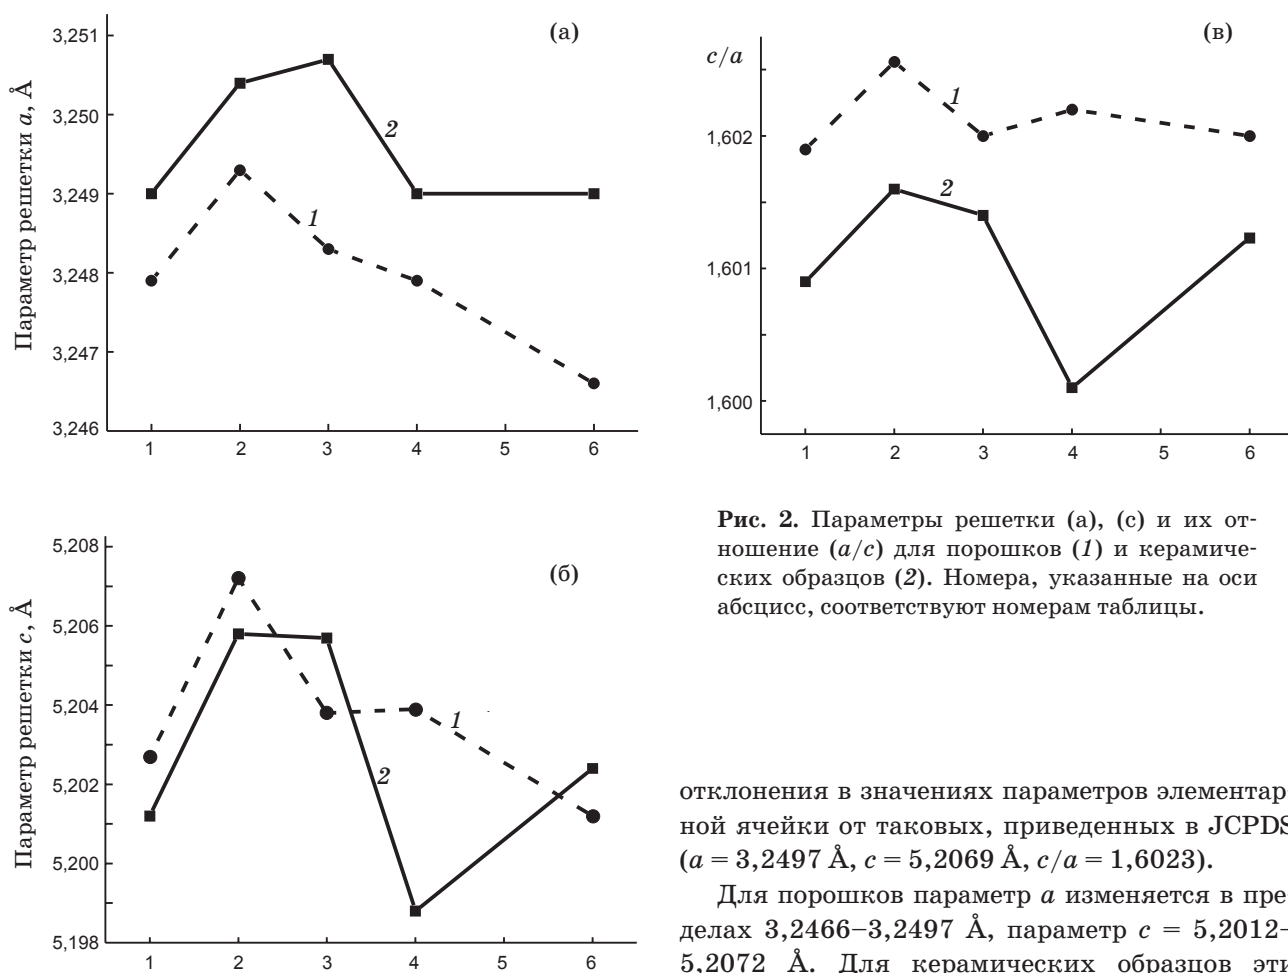 (а)
Параметр решетки a, Å
3,251
3,250
3,249
3,248
3,247
3,246
2
1
1 2 3 4 5 6
(б)
Параметр решетки c, Å
5,208
5,206
5,204
5,202
5,200
5,198
1
2
1 2 3 4 5 6
(в)
c/a
1,602
1,601
1,600
1
2
1 2 3 4 5 6
Рис. 2. Параметры решетки (а), (с) и их от-
ношение (a/c) для порошков (1) и керамиче-
ских образцов (2). Номера, указанные на оси
абсцисс, соответствуют номерам таблицы.
отклонения в значениях параметров элементар
ной ячейки от таковых, приведенных в JCPDS
(a = 3,2497 Å, c = 5,2069 Å, c/a = 1,6023).
Для порошков параметр a изменяется в пре
делах 3,2466–3,2497 Å, параметр c = 5,2012–
5,2072 Å. Для керамических образцов эти